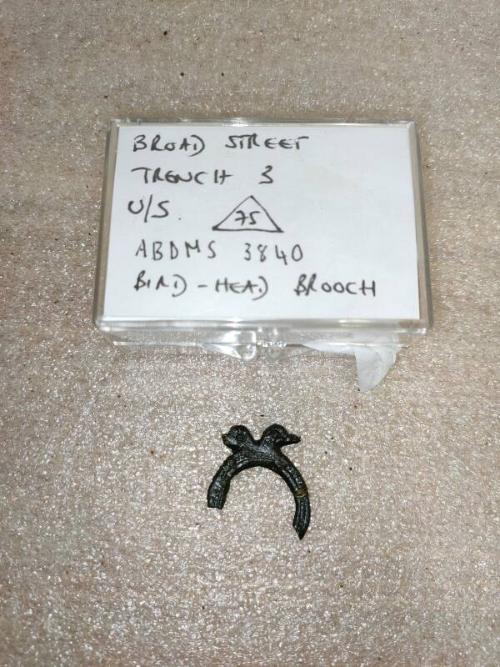 BROAD STREET
TRENCH 3
U/S. 75
ABDMS 3840
BIRD-HEAD BROOCH